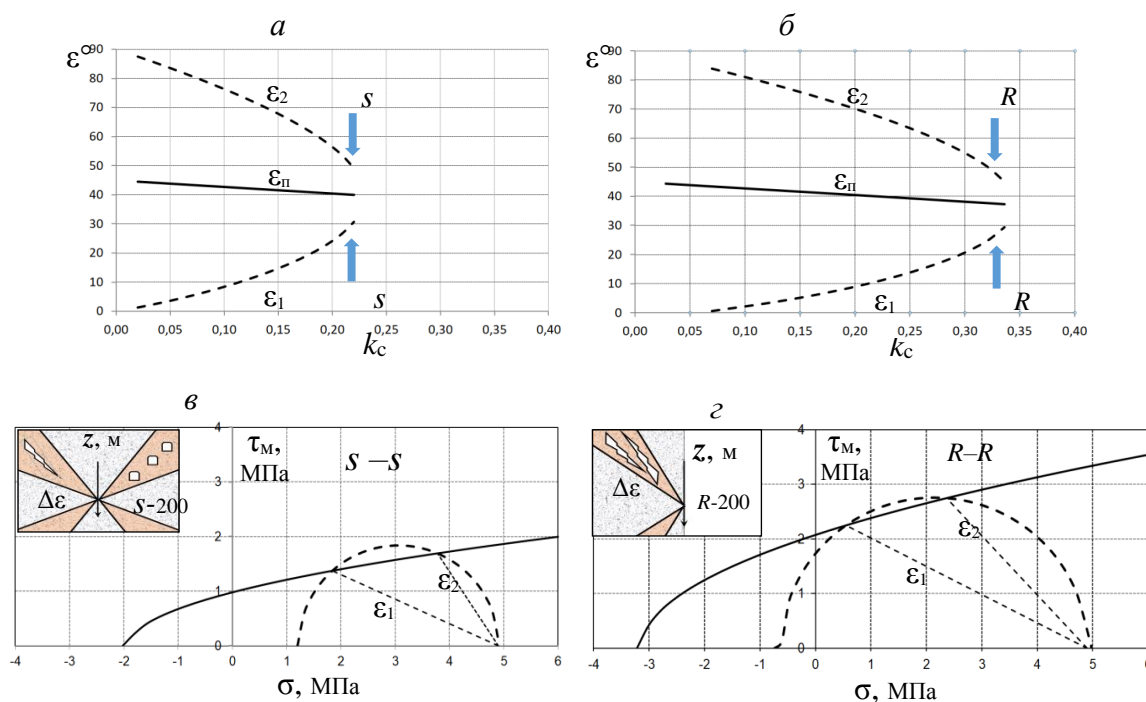 а
ε°
90
80
70
60
50
40
30
20
10
0
ε2
s
εп
ε1
s
0,00 0,05 0,10 0,15 0,20 0,25 0,30 0,35 0,40
kс
б
ε°
90
80
70
60
50
40
30
20
10
0
ε2
R
εп
ε1
R
0,00 0,05 0,10 0,15 0,20 0,25 0,30 0,35 0,40
kс
в
z, м
Δε
s-200
τм,
МПа
s –s
4
3
2
1
0
ε1
ε2
-4 -3 -2 -1 0 1 2 3 4 5 6
σ, МПа
г
z, м
Δε
R-200
τм,
МПа
R–R
4
3
2
1
0
ε1
ε2
-4 -3 -2 -1 0 1 2 3 4 5 6
σ, МПа